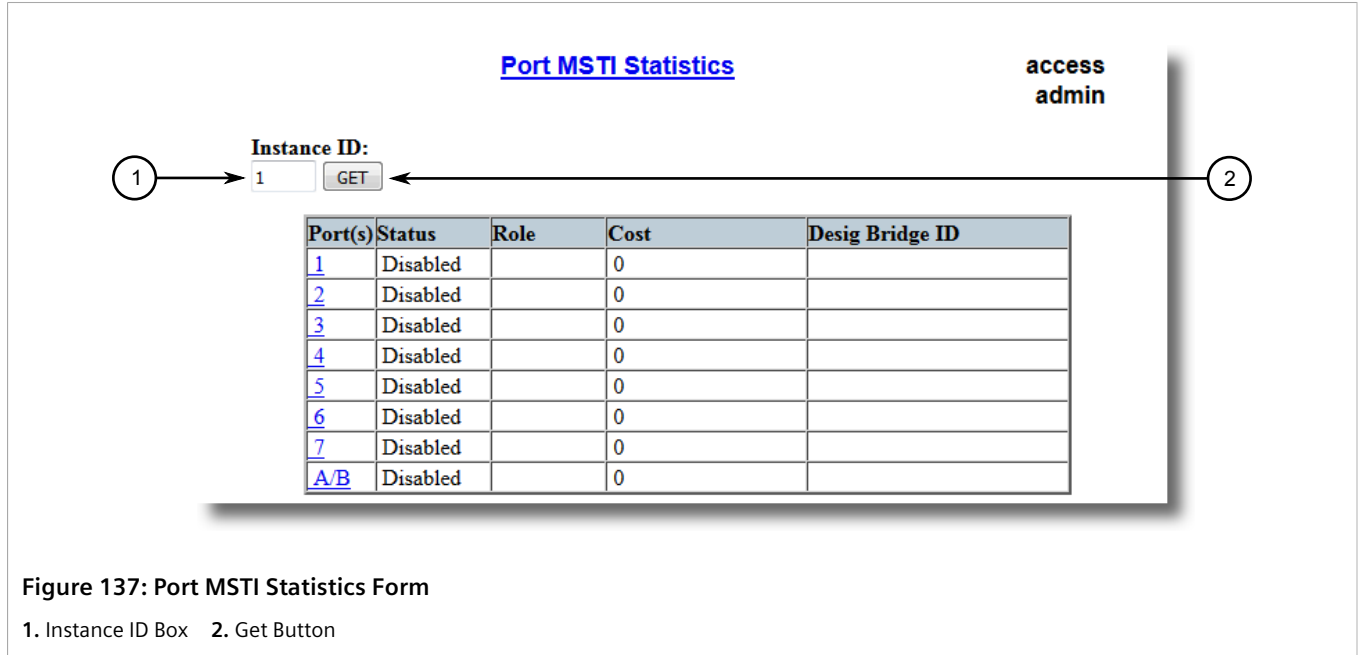 Port MSTI Statistics
access
admin
Instance ID:
1 1 GET 2
Port(s) Status Role Cost Desig Bridge ID
1 Disabled 0
2 Disabled 0
3 Disabled 0
4 Disabled 0
5 Disabled 0
6 Disabled 0
7 Disabled 0
A/B Disabled 0
Figure 137: Port MSTI Statistics Form
1. Instance ID Box 2. Get Button